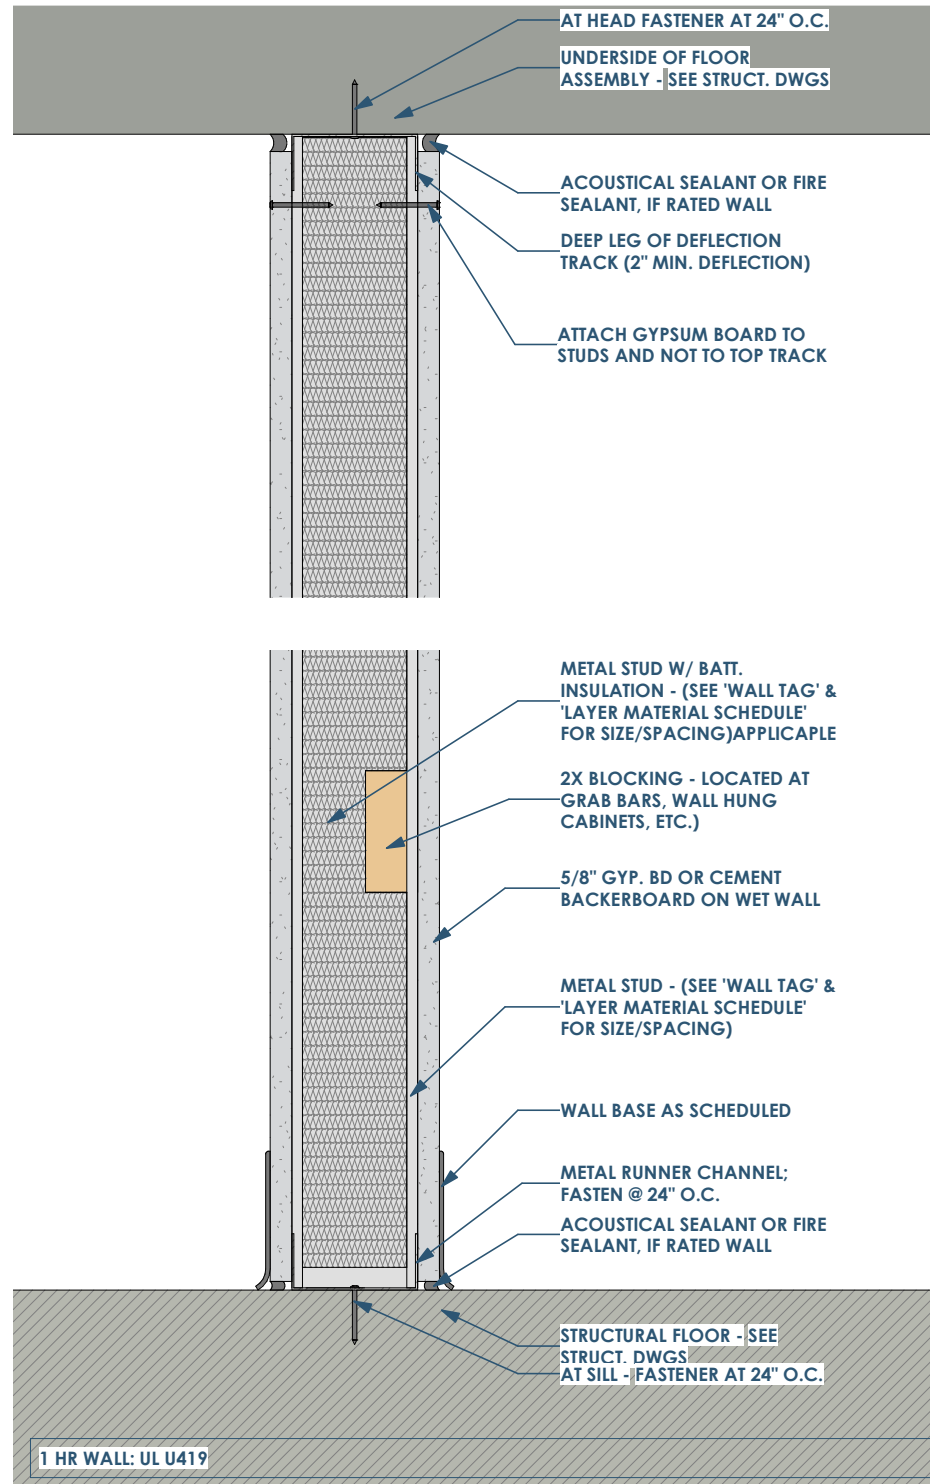 AT HEAD FASTENER AT 24" O.C.
UNDERSIDE OF FLOOR
ASSEMBLY - SEE STRUCT. DWGS
ACOUSTICAL SEALANT OR FIRE
SEALANT, IF RATED WALL
DEEP LEG OF DEFLECTION
TRACK (2" MIN. DEFLECTION)
ATTACH GYPSUM BOARD TO
STUDS AND NOT TO TOP TRACK
METAL STUD W/ BATT.
INSULATION - (SEE 'WALL TAG' &
'LAYER MATERIAL SCHEDULE'
FOR SIZE/SPACING)APPLICAPLE
2X BLOCKING - LOCATED AT
GRAB BARS, WALL HUNG
CABINETS, ETC.)
5/8" GYP. BD OR CEMENT
BACKERBOARD ON WET WALL
METAL STUD - (SEE 'WALL TAG' &
'LAYER MATERIAL SCHEDULE'
FOR SIZE/SPACING)
WALL BASE AS SCHEDULED
METAL RUNNER CHANNEL;
FASTEN @ 24" O.C.
ACOUSTICAL SEALANT OR FIRE
SEALANT, IF RATED WALL
STRUCTURAL FLOOR - SEE
STRUCT. DWGS
AT SILL - FASTENER AT 24" O.C.
1 HR WALL: UL U419